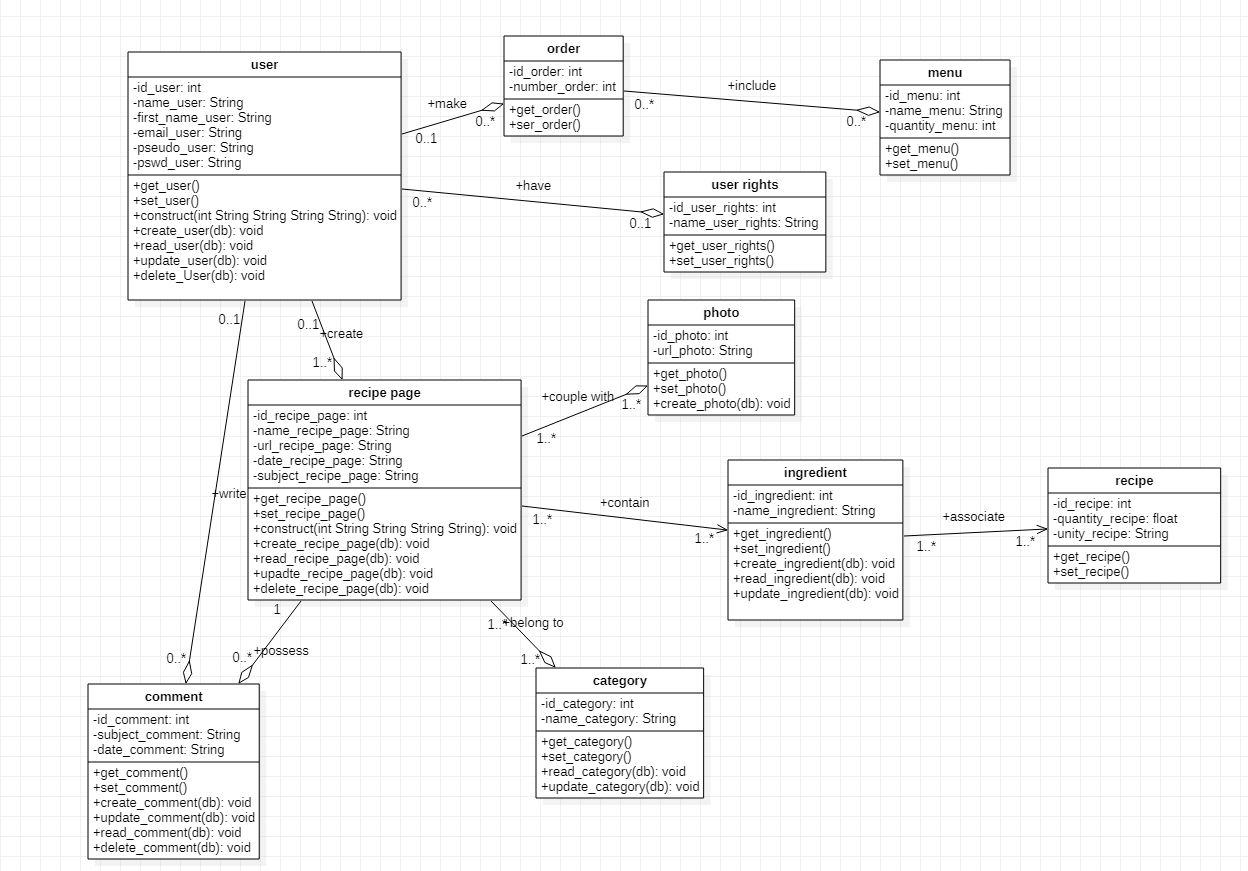 user
-id_user: int
-name_user: String
-first_name_user: String
-email_user: String
-pseudo_user: String
-pswd_user: String
+get_user()
+set_user()
+construct(int String String String String): void
+create_user(db): void
+read_user(db): void
+update_user(db): void
+delete_User(db): void
+make
0..1
0..*
order
-id_order: int
-number_order: int
+get_order()
+ser_order()
+include
0..*
0..*
menu
-id_menu: int
-name_menu: String
-quantity_menu: int
+get_menu()
+set_menu()
+have
0..*
0..1
user rights
-id_user_rights: int
-name_user_rights: String
+get_user_rights()
+set_user_rights()
0..1
0..1
+create
1..*
photo
-id_photo: int
-url_photo: String
+get_photo()
+set_photo()
+create_photo(db): void
recipe page
-id_recipe_page: int
-name_recipe_page: String
-url_recipe_page: String
-date_recipe_page: String
-subject_recipe_page: String
+get_recipe_page()
+set_recipe_page()
+construct(int String String String String): void
+create_recipe_page(db): void
+read_recipe_page(db): void
+upadte_recipe_page(db): void
+delete_recipe_page(db): void
+couple with
1..*
1..*
+contain
1..*
1..*
ingredient
-id_ingredient: int
-name_ingredient: String
+get_ingredient()
+set_ingredient()
+create_ingredient(db): void
+read_ingredient(db): void
+update_ingredient(db): void
+associate
1..*
1..*
recipe
-id_recipe: int
-quantity_recipe: float
-unity_recipe: String
+get_recipe()
+set_recipe()
+write
0..*
1
+possess
0..*
1..*
+belong to
1..*
comment
-id_comment: int
-subject_comment: String
-date_comment: String
+get_comment()
+set_comment()
+create_comment(db): void
+update_comment(db): void
+read_comment(db): void
+delete_comment(db): void
category
-id_category: int
-name_category: String
+get_category()
+set_category()
+read_category(db): void
+update_category(db): void